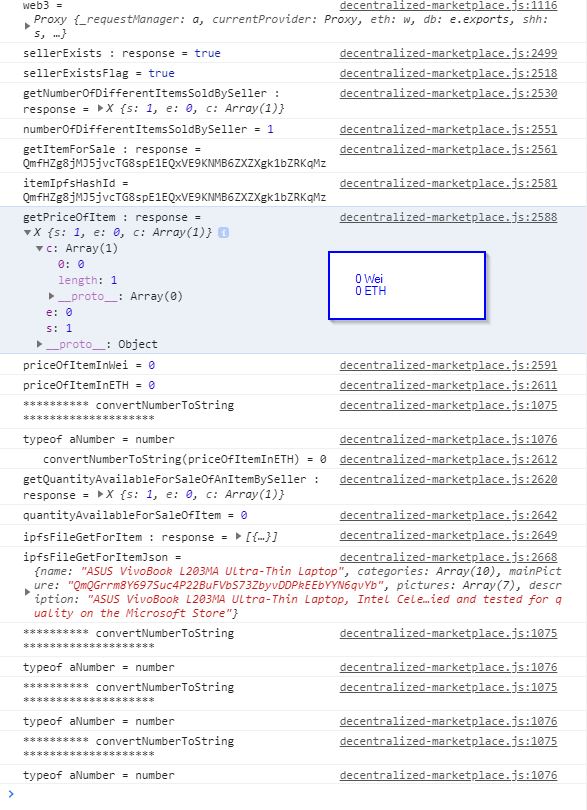 web3 = decentralized-marketplace.js:1116
Proxy {_requestManager: a, currentProvider: Proxy, eth: w, db: e.exports, shh:
s, …}
sellerExists : response = true decentralized-marketplace.js:2499
sellerExistsFlag = true decentralized-marketplace.js:2518
getNumberOfDifferentItemsSoldBySeller : decentralized-marketplace.js:2530
response = ▶X {s: 1, e: 0, c: Array(1)}
numberOfDifferentItemsSoldBySeller = 1 decentralized-marketplace.js:2551
getItemForSale : response = decentralized-marketplace.js:2561
QmfHZg8jMJ5jvcTG8spE1EQxVE9KNMB6ZXZXgk1bZRKqMz
itemIpfsHashId = decentralized-marketplace.js:2581
QmfHZg8jMJ5jvcTG8spE1EQxVE9KNMB6ZXZXgk1bZRKqMz
getPriceOfItem : response = decentralized-marketplace.js:2588
▼X {s: 1, e: 0, c: Array(1)} i
▼c: Array(1)
0: 0
length: 1
▶__proto__: Array(0)
e: 0
s: 1
▶__proto__: Object
0 Wei
0 ETH
priceOfItemInWei = 0 decentralized-marketplace.js:2591
priceOfItemInETH = 0 decentralized-marketplace.js:2611
********** convertNumberToString decentralized-marketplace.js:1075
********************
typeof aNumber = number decentralized-marketplace.js:1076
convertNumberToString(priceOfItemInETH) = 0 decentralized-marketplace.js:2612
getQuantityAvailableForSaleOfAnItemBySeller : decentralized-marketplace.js:2620
response = ▶X {s: 1, e: 0, c: Array(1)}
quantityAvailableForSaleOfItem = 0 decentralized-marketplace.js:2642
ipfsFileGetForItem : response = ▶[{…}] decentralized-marketplace.js:2649
ipfsFileGetForItemJson = decentralized-marketplace.js:2668
{name: "ASUS VivoBook L203MA Ultra-Thin Laptop", categories: Array(10), mainPict
ure: "QmQGrrm8Y697Suc4P22BuFVbS73ZbyvDDPkEEbYYN6qvYb", pictures: Array(7), descr
iption: "ASUS VivoBook L203MA Ultra-Thin Laptop, Intel Cele…ied and tested for q
uality on the Microsoft Store"}
********** convertNumberToString decentralized-marketplace.js:1075
********************
typeof aNumber = number decentralized-marketplace.js:1076
********** convertNumberToString decentralized-marketplace.js:1075
********************
typeof aNumber = number decentralized-marketplace.js:1076
********** convertNumberToString decentralized-marketplace.js:1075
********************
typeof aNumber = number decentralized-marketplace.js:1076